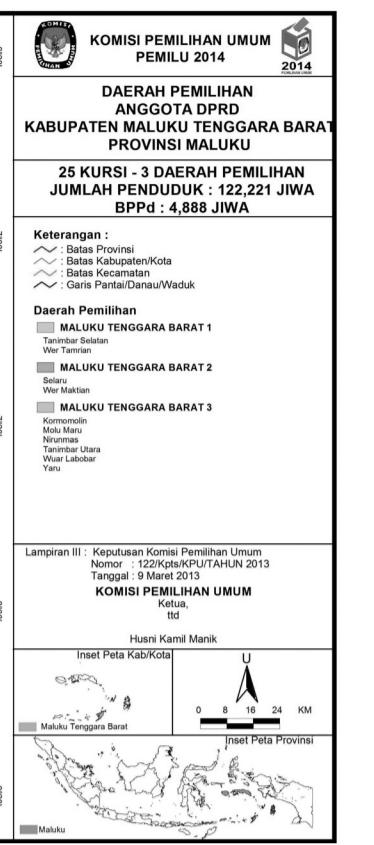 KOMISI PEMILIHAN UMUM
PEMILU 2014
2014
DAERAH PEMILIHAN
ANGGOTA DPRD
KABUPATEN MALUKU TENGGARA BARAT
PROVINSI MALUKU
25 KURSI - 3 DAERAH PEMILIHAN
JUMLAH PENDUDUK : 122,221 JIWA
BPPd : 4,888 JIWA
Keterangan :
: Batas Provinsi
: Batas Kabupaten/Kota
: Batas Kecamatan
: Garis Pantai/Danau/Waduk
Daerah Pemilihan
MALUKU TENGGARA BARAT 1
Tanimbar Selatan
Wer Tamrian
MALUKU TENGGARA BARAT 2
Selaru
Wer Maktian
MALUKU TENGGARA BARAT 3
Kormomolin
Molu Maru
Nirunmas
Tanimbar Utara
Wuar Labobar
Yaru
Lampiran III : Keputusan Komisi Pemilihan Umum
Nomor : 122/Kpts/KPU/TAHUN 2013
Tanggal : 9 Maret 2013
KOMISI PEMILIHAN UMUM
Ketua,
ttd
Husni Kamil Manik
Inset Peta Kab/Kota
Maluku Tenggara Barat
U
0 8 16 24 KM
Inset Peta Provinsi
Maluku